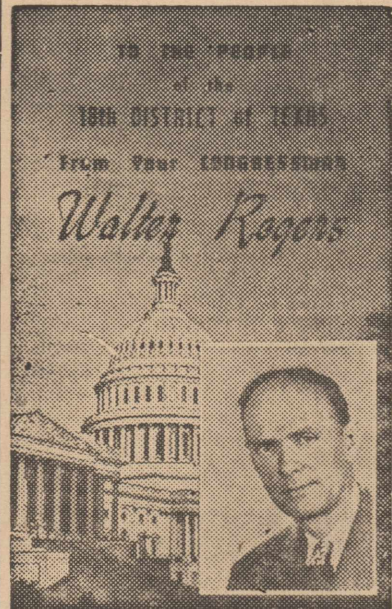 TO THE PEOPLE
of the
18th DISTRICT of TEXAS
From Your CONGRESSMAN
Walter Rogers